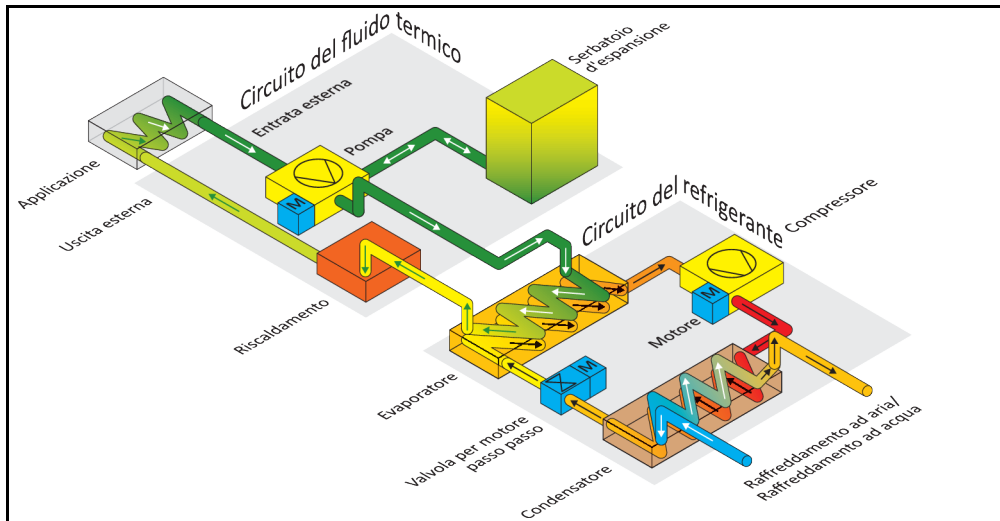 Circuito del fluido termico
Serbatoio
d'espansione
Entrata esterna
Pompa
Applicazione
Uscita esterna
M
Circuito del refrigerante
Compressore
Riscaldamento
M
Motore
Evaporatore
M
Valvola per motore
passo passo
Condensatore
Raffreddamento ad aria/
Raffreddamento ad acqua